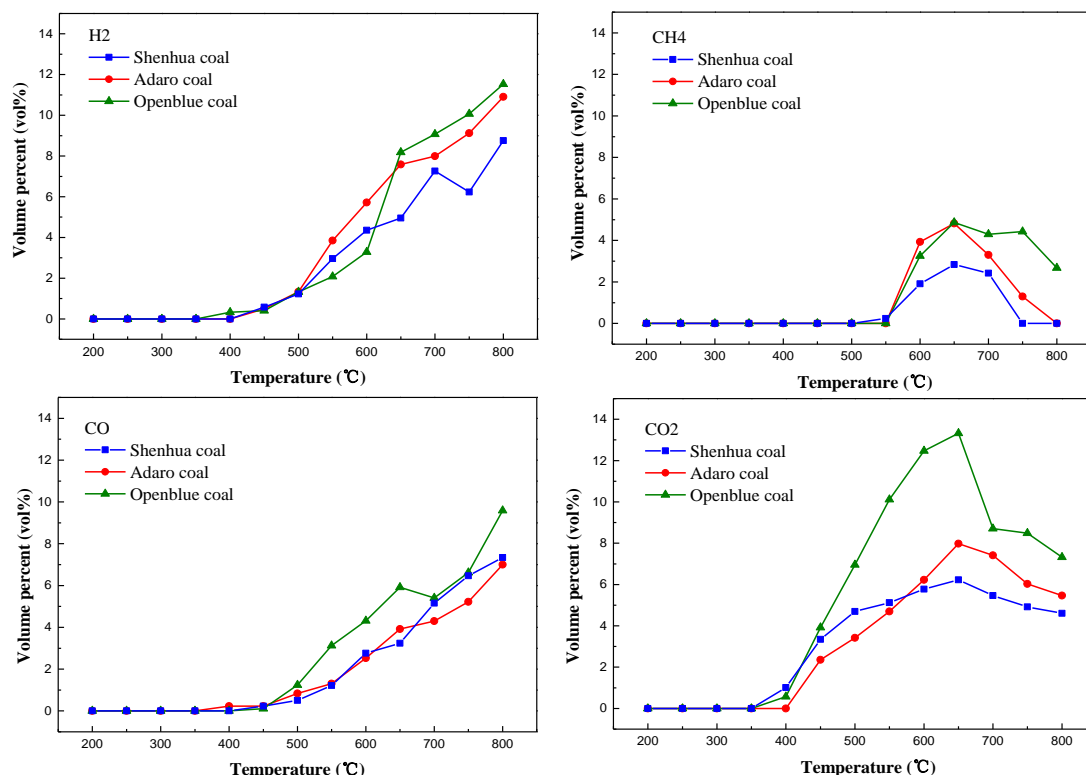 H2
Shenhua coal
Adaro coal
Openblue coal
14
12
10
8
6
4
2
0
Volume percent (vol%)
200 300 400 500 600 700 800
Temperature (℃)
CH4
Shenhua coal
Adaro coal
Openblue coal
14
12
10
8
6
4
2
0
Volume percent (vol%)
200 300 400 500 600 700 800
Temperature (℃)
CO
Shenhua coal
Adaro coal
Openblue coal
14
12
10
8
6
4
2
0
Volume percent (vol%)
200 300 400 500 600 700 800
Temperature (℃)
CO2
Shenhua coal
Adaro coal
Openblue coal
14
12
10
8
6
4
2
0
Volume percent (vol%)
200 300 400 500 600 700 800
Temperature (℃)